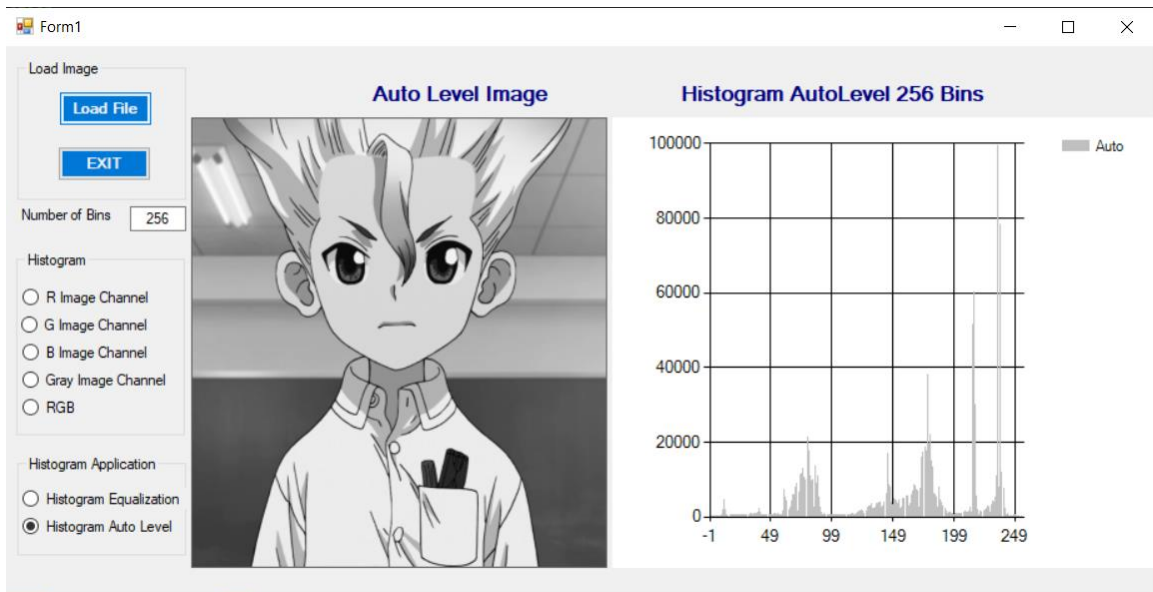 Form1
Load Image
Load File
EXIT
Number of Bins 256
Histogram
R Image Channel
G Image Channel
B Image Channel
Gray Image Channel
RGB
Histogram Application
Histogram Equalization
Histogram Auto Level
Auto Level Image
Histogram AutoLevel 256 Bins
100000
80000
60000
40000
20000
0
-1 49 99 149 199 249
Auto